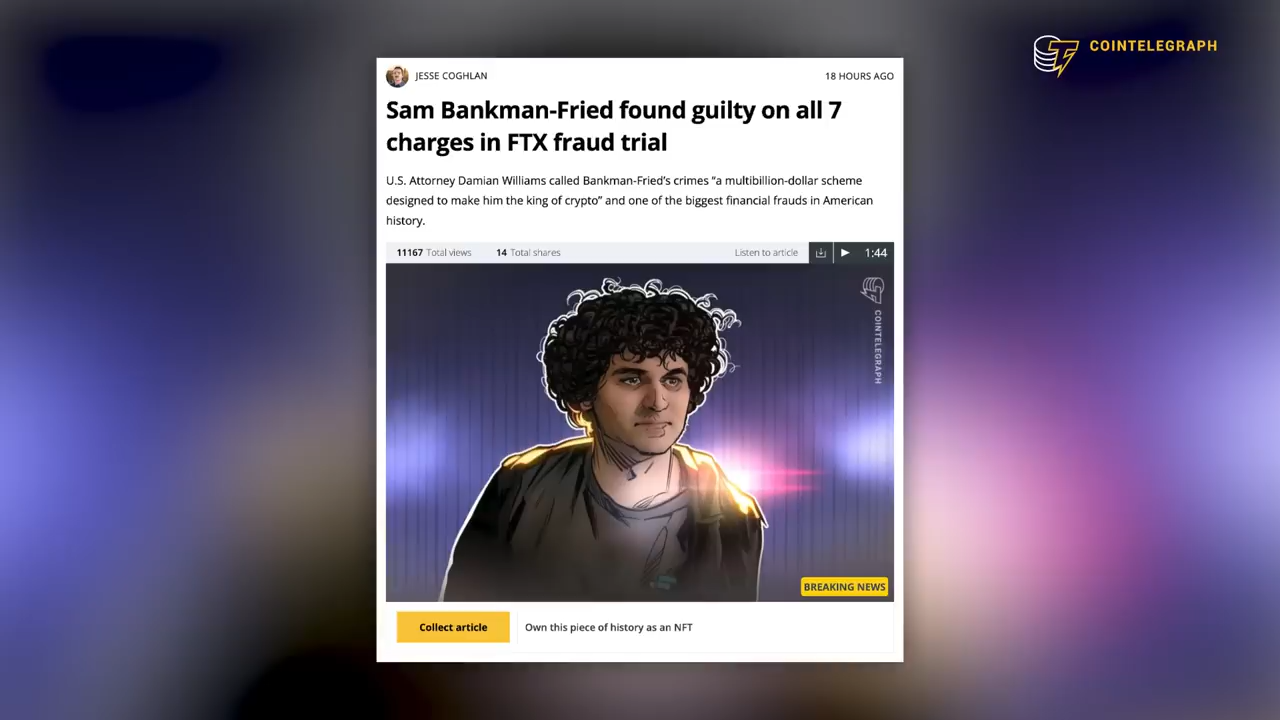 COINTELEGRAPH
JESSE COGHLAN
18 HOURS AGO
Sam Bankman-Fried found guilty on all 7
charges in FTX fraud trial
U.S. Attorney Damian Williams called Bankman-Fried's crimes "a multibillion-dollar scheme
designed to make him the king of crypto" and one of the biggest financial frauds in American
history.
11167 Total views 14 Total shares Listen to article 1:44
COINTELEGRAPH
BREAKING NEWS
Collect article Own this piece of history as an NFT